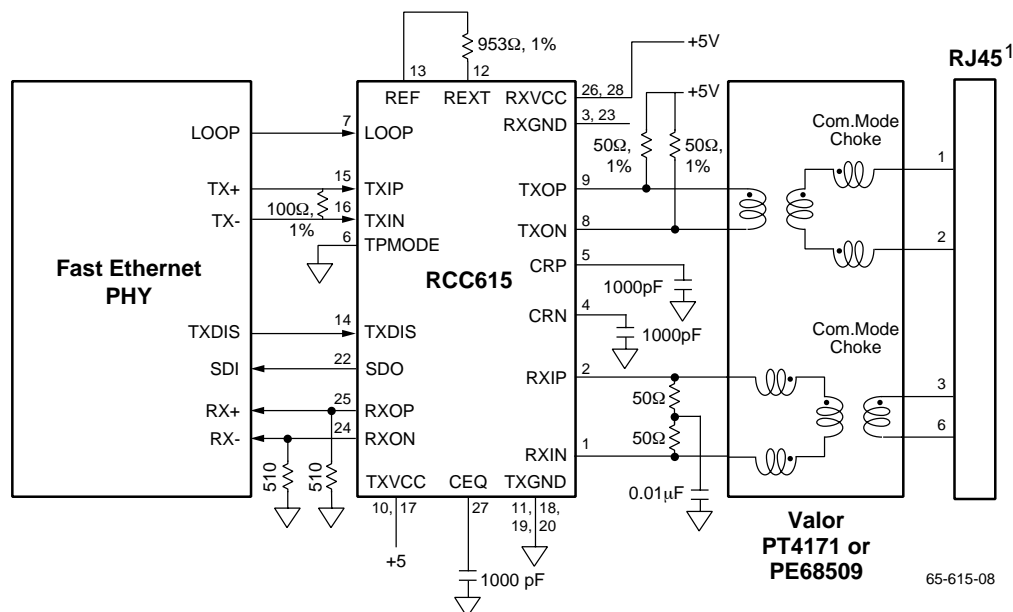 953Ω, 1%
+5V
RJ45 1
13
12
REF
REXT
RXVCC
26, 28
+5V
RXGND
3, 23
LOOP
7
LOOP
50Ω,
1%
50Ω,
1%
Com.Mode
Choke
1
TX+
15
TXIP
TXOP
9
100Ω,
1%
TX-
16
TXIN
TXON
8
2
6
TPMODE
CRP
5
1000pF
Fast Ethernet
PHY
RCC615
CRN
4
1000pF
TXDIS
14
TXDIS
Com.Mode
Choke
SDI
22
SDO
RXIP
2
3
RX+
25
RXOP
50Ω
RX-
24
RXON
50Ω
6
RXIN
1
510
510
TXVCC
CEQ
TXGND
0.01µF
10, 17
27
11, 18,
19, 20
+5
1000 pF
Valor
PT4171 or
PE68509
65-615-08